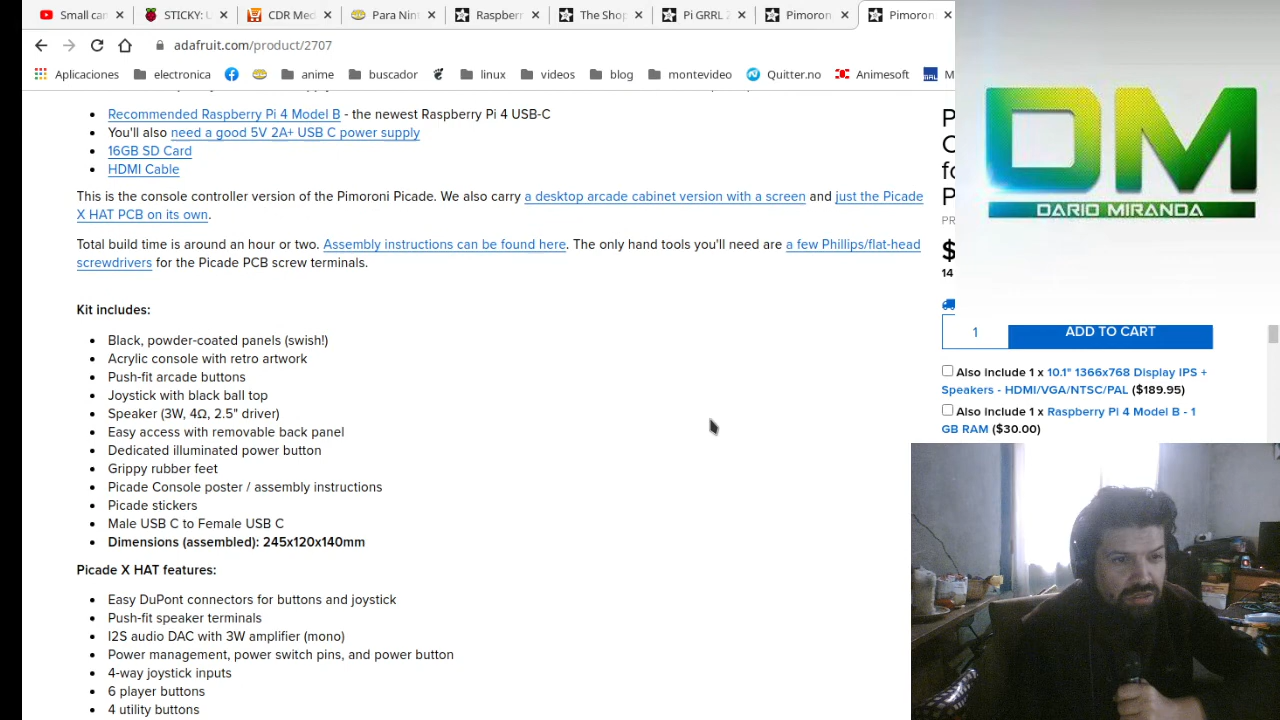 Small can
STICKY: U
CDR Med
Para Nin
Raspberr
The Shop
Pi GRRL 2
Pimoroni
Pimoron
adafruit.com/product/2707
Aplicaciones
electronica
anime
buscador
linux
videos
blog
montevideo
Quitter.no
Animesoft
MAL
M
Recommended Raspberry Pi 4 Model B - the newest Raspberry Pi 4 USB-C
You'll also need a good 5V 2A+ USB C power supply
16GB SD Card
HDMI Cable
This is the console controller version of the Pimoroni Picade. We also carry a desktop arcade cabinet version with a screen and just the Picade
X HAT PCB on its own.
Total build time is around an hour or two. Assembly instructions can be found here. The only hand tools you'll need are a few Phillips/flat-head
screwdrivers for the Picade PCB screw terminals.
Kit includes:
Black, powder-coated panels (swish!)
Acrylic console with retro artwork
Push-fit arcade buttons
Joystick with black ball top
Speaker (3W, 4Ω, 2.5" driver)
Easy access with removable back panel
Dedicated illuminated power button
Grippy rubber feet
Picade Console poster / assembly instructions
Picade stickers
Male USB C to Female USB C
Dimensions (assembled): 245x120x140mm
Picade X HAT features:
Easy DuPont connectors for buttons and joystick
Push-fit speaker terminals
I2S audio DAC with 3W amplifier (mono)
Power management, power switch pins, and power button
4-way joystick inputs
6 player buttons
4 utility buttons
P
C
fo
P
PR
$
14
1
ADD TO CART
Also include 1 x 10.1" 1366x768 Display IPS +
Speakers - HDMI/VGA/NTSC/PAL ($189.95)
Also include 1 x Raspberry Pi 4 Model B - 1
GB RAM ($30.00)
DM
DARIO MIRANDA